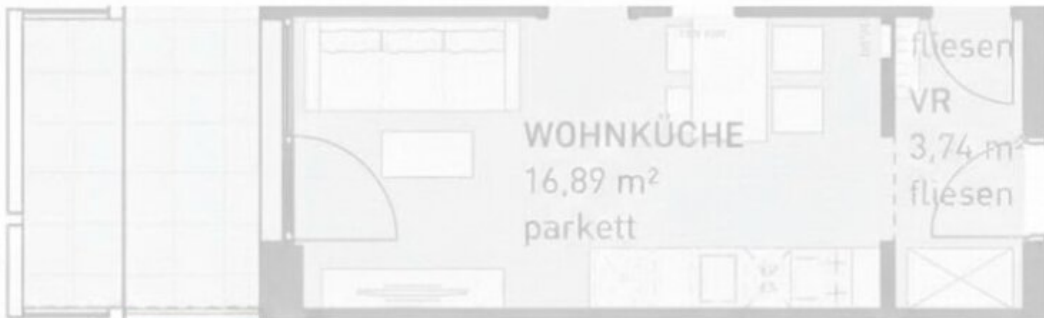 WOHNKÜCHE
16,89 m²
parkett
fliesen
VR
3,74 m²
fliesen